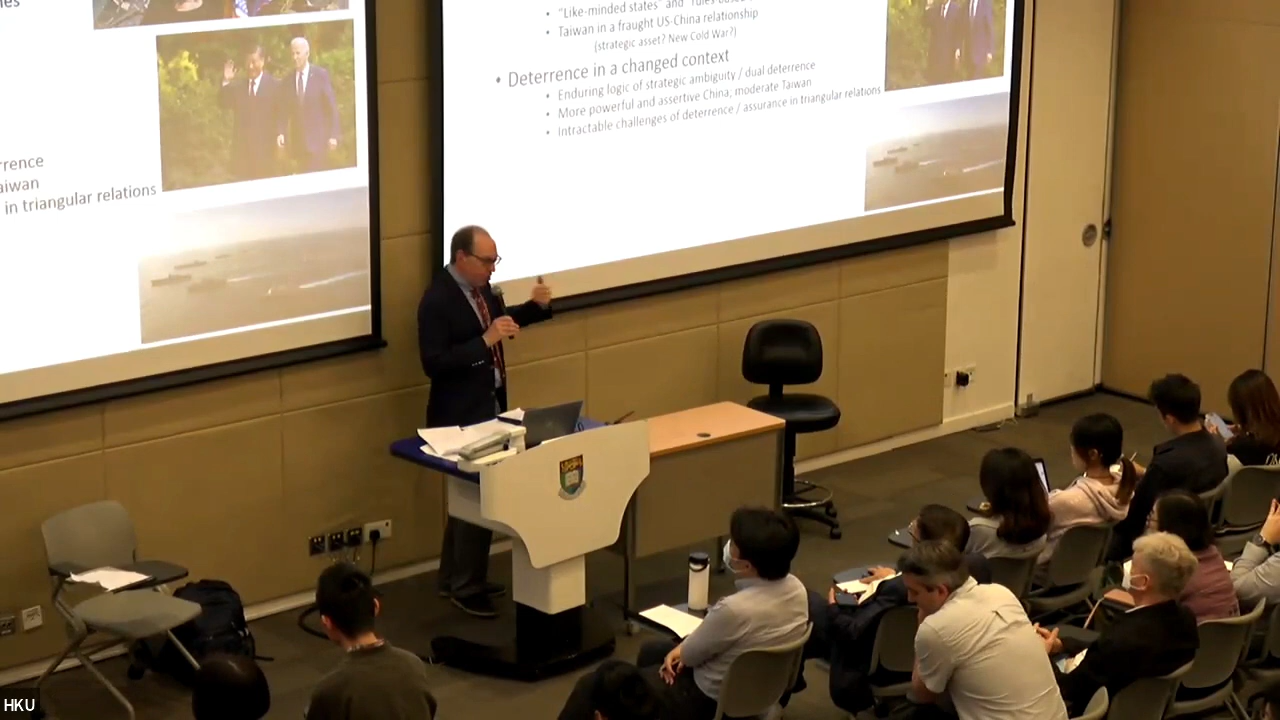 rrence
aiwan
in triangular relations
• "Like-minded states" and "rules-based
• Taiwan in a fraught US-China relationship
(strategic asset? New Cold War?)
• Deterrence in a changed context
• Enduring logic of strategic ambiguity / dual deterrence
• More powerful and assertive China, moderate Taiwan
• Intractable challenges of deterrence / assurance in triangular relations
HKU